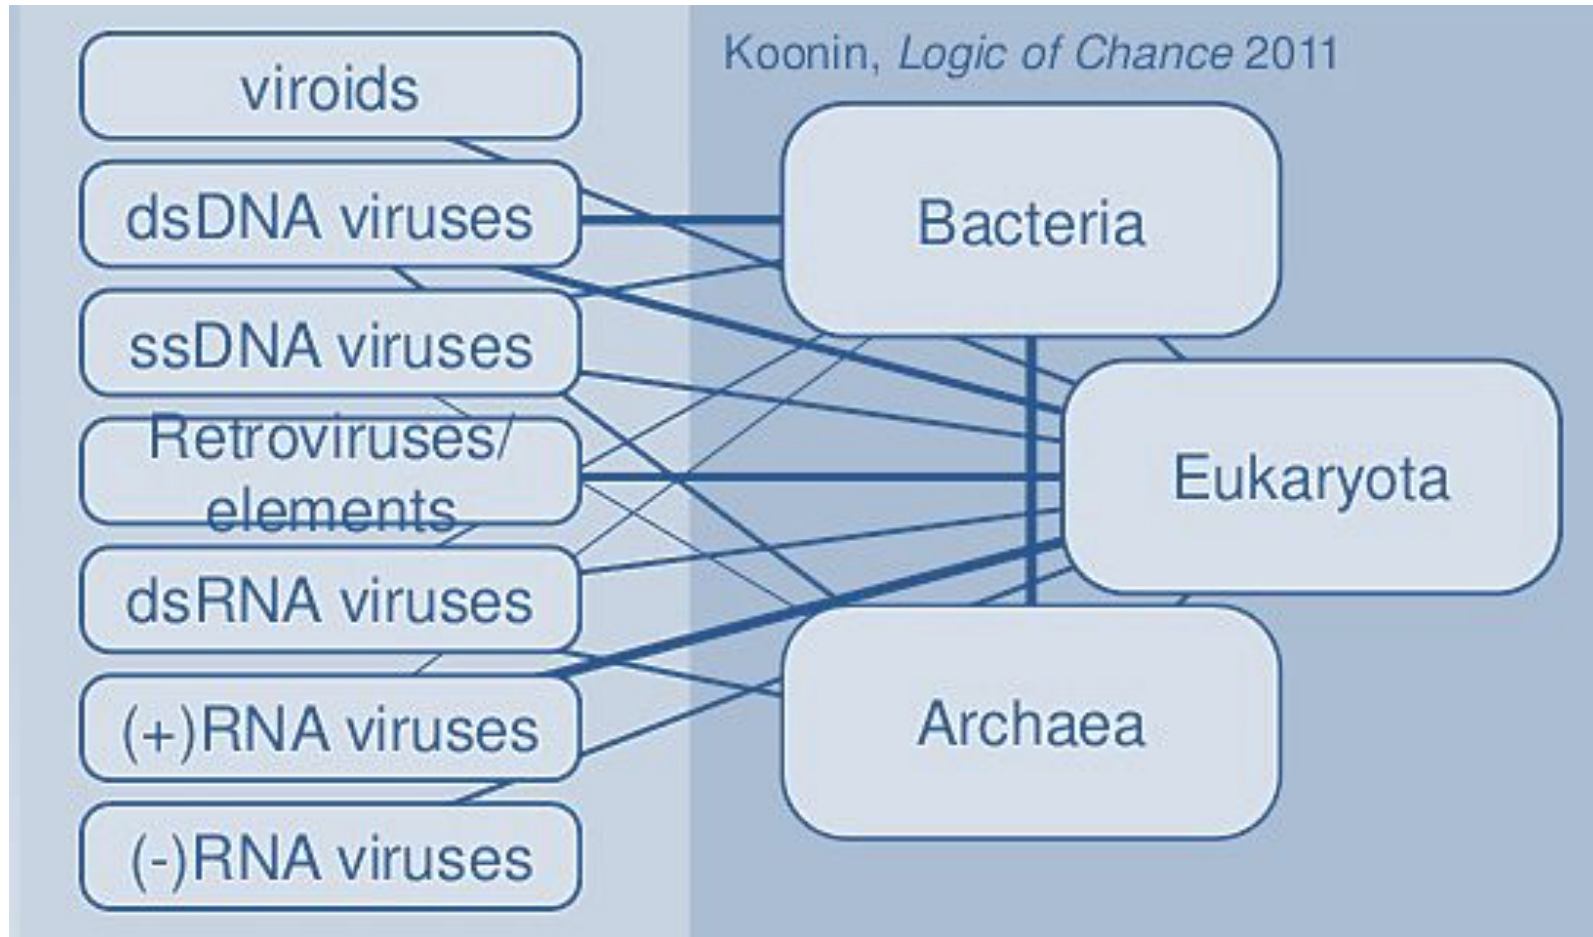 viroids
dsDNA viruses
ssDNA viruses
Retroviruses/
elements
dsRNA viruses
(+)RNA viruses
(-)RNA viruses
Koonin, Logic of Chance 2011
Bacteria
Eukaryota
Archaea